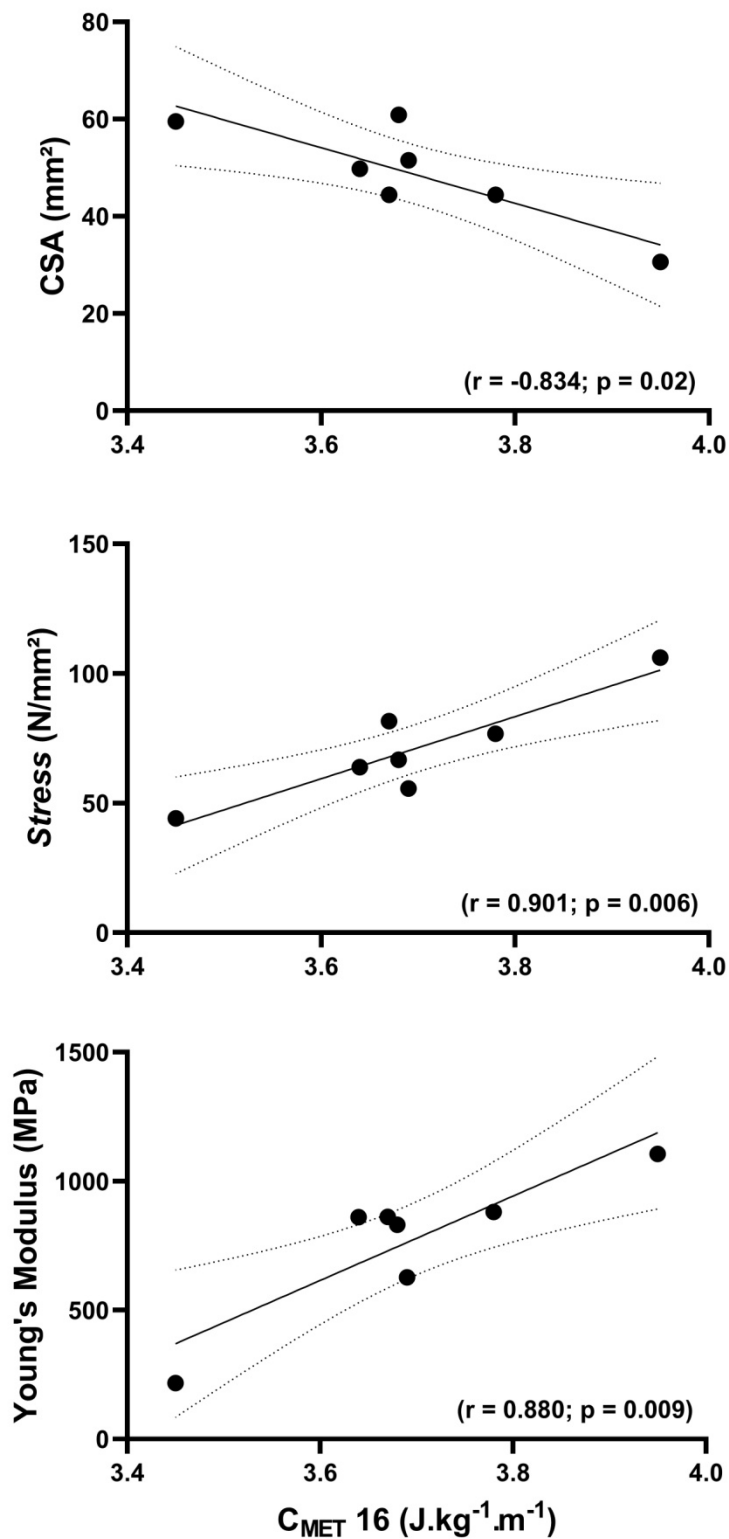 80
60
40
20
0
CSA (mm²)
(r = -0.834; p = 0.02)
3.4 3.6 3.8 4.0
150
100
50
0
Stress (N/mm²)
(r = 0.901; p = 0.006)
3.4 3.6 3.8 4.0
1500
1000
500
0
Young's Modulus (MPa)
(r = 0.880; p = 0.009)
3.4 3.6 3.8 4.0
C_MET 16 (J.kg⁻¹.m⁻¹)